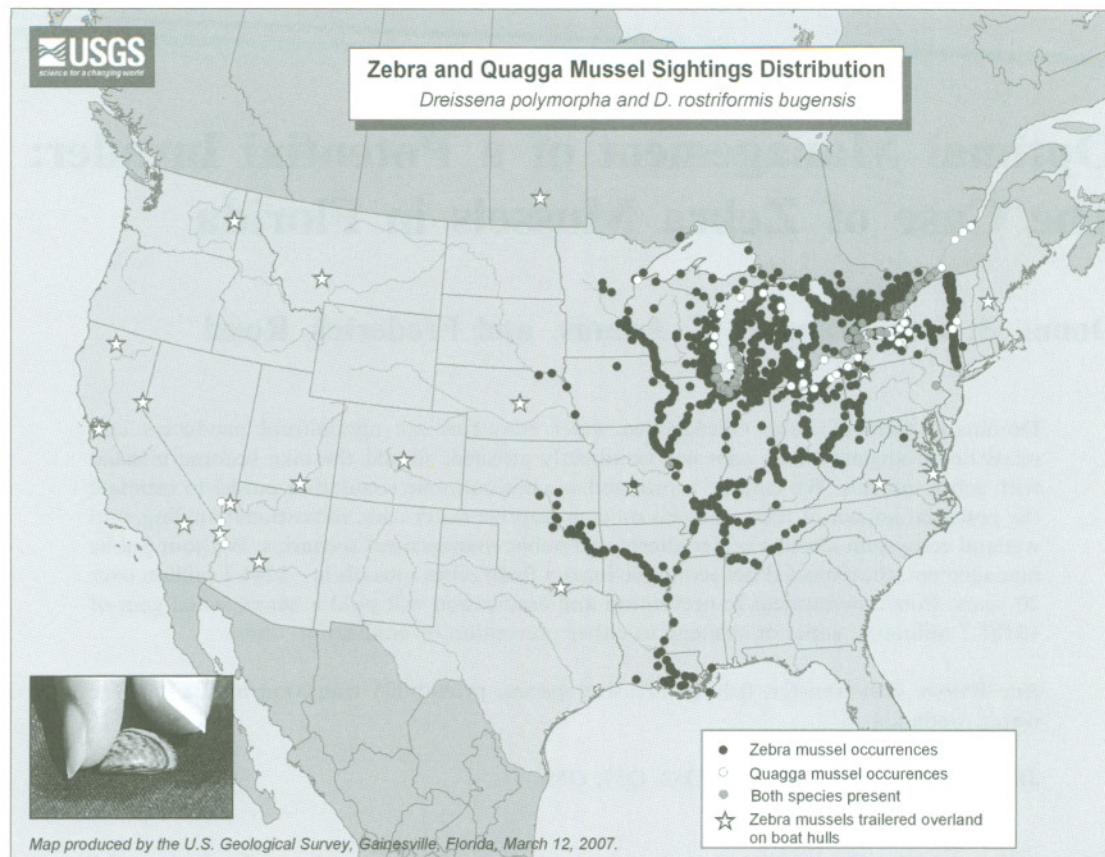 USGS
science for a changing world
Zebra and Quagga Mussel Sightings Distribution
Dreissena polymorpha and D. rostriformis bugensis
Zebra mussel occurrences
Quagga mussel occurences
Both species present
Zebra mussels trailered overland
on boat hulls
Map produced by the U.S. Geological Survey, Gainesville, Florida, March 12, 2007.